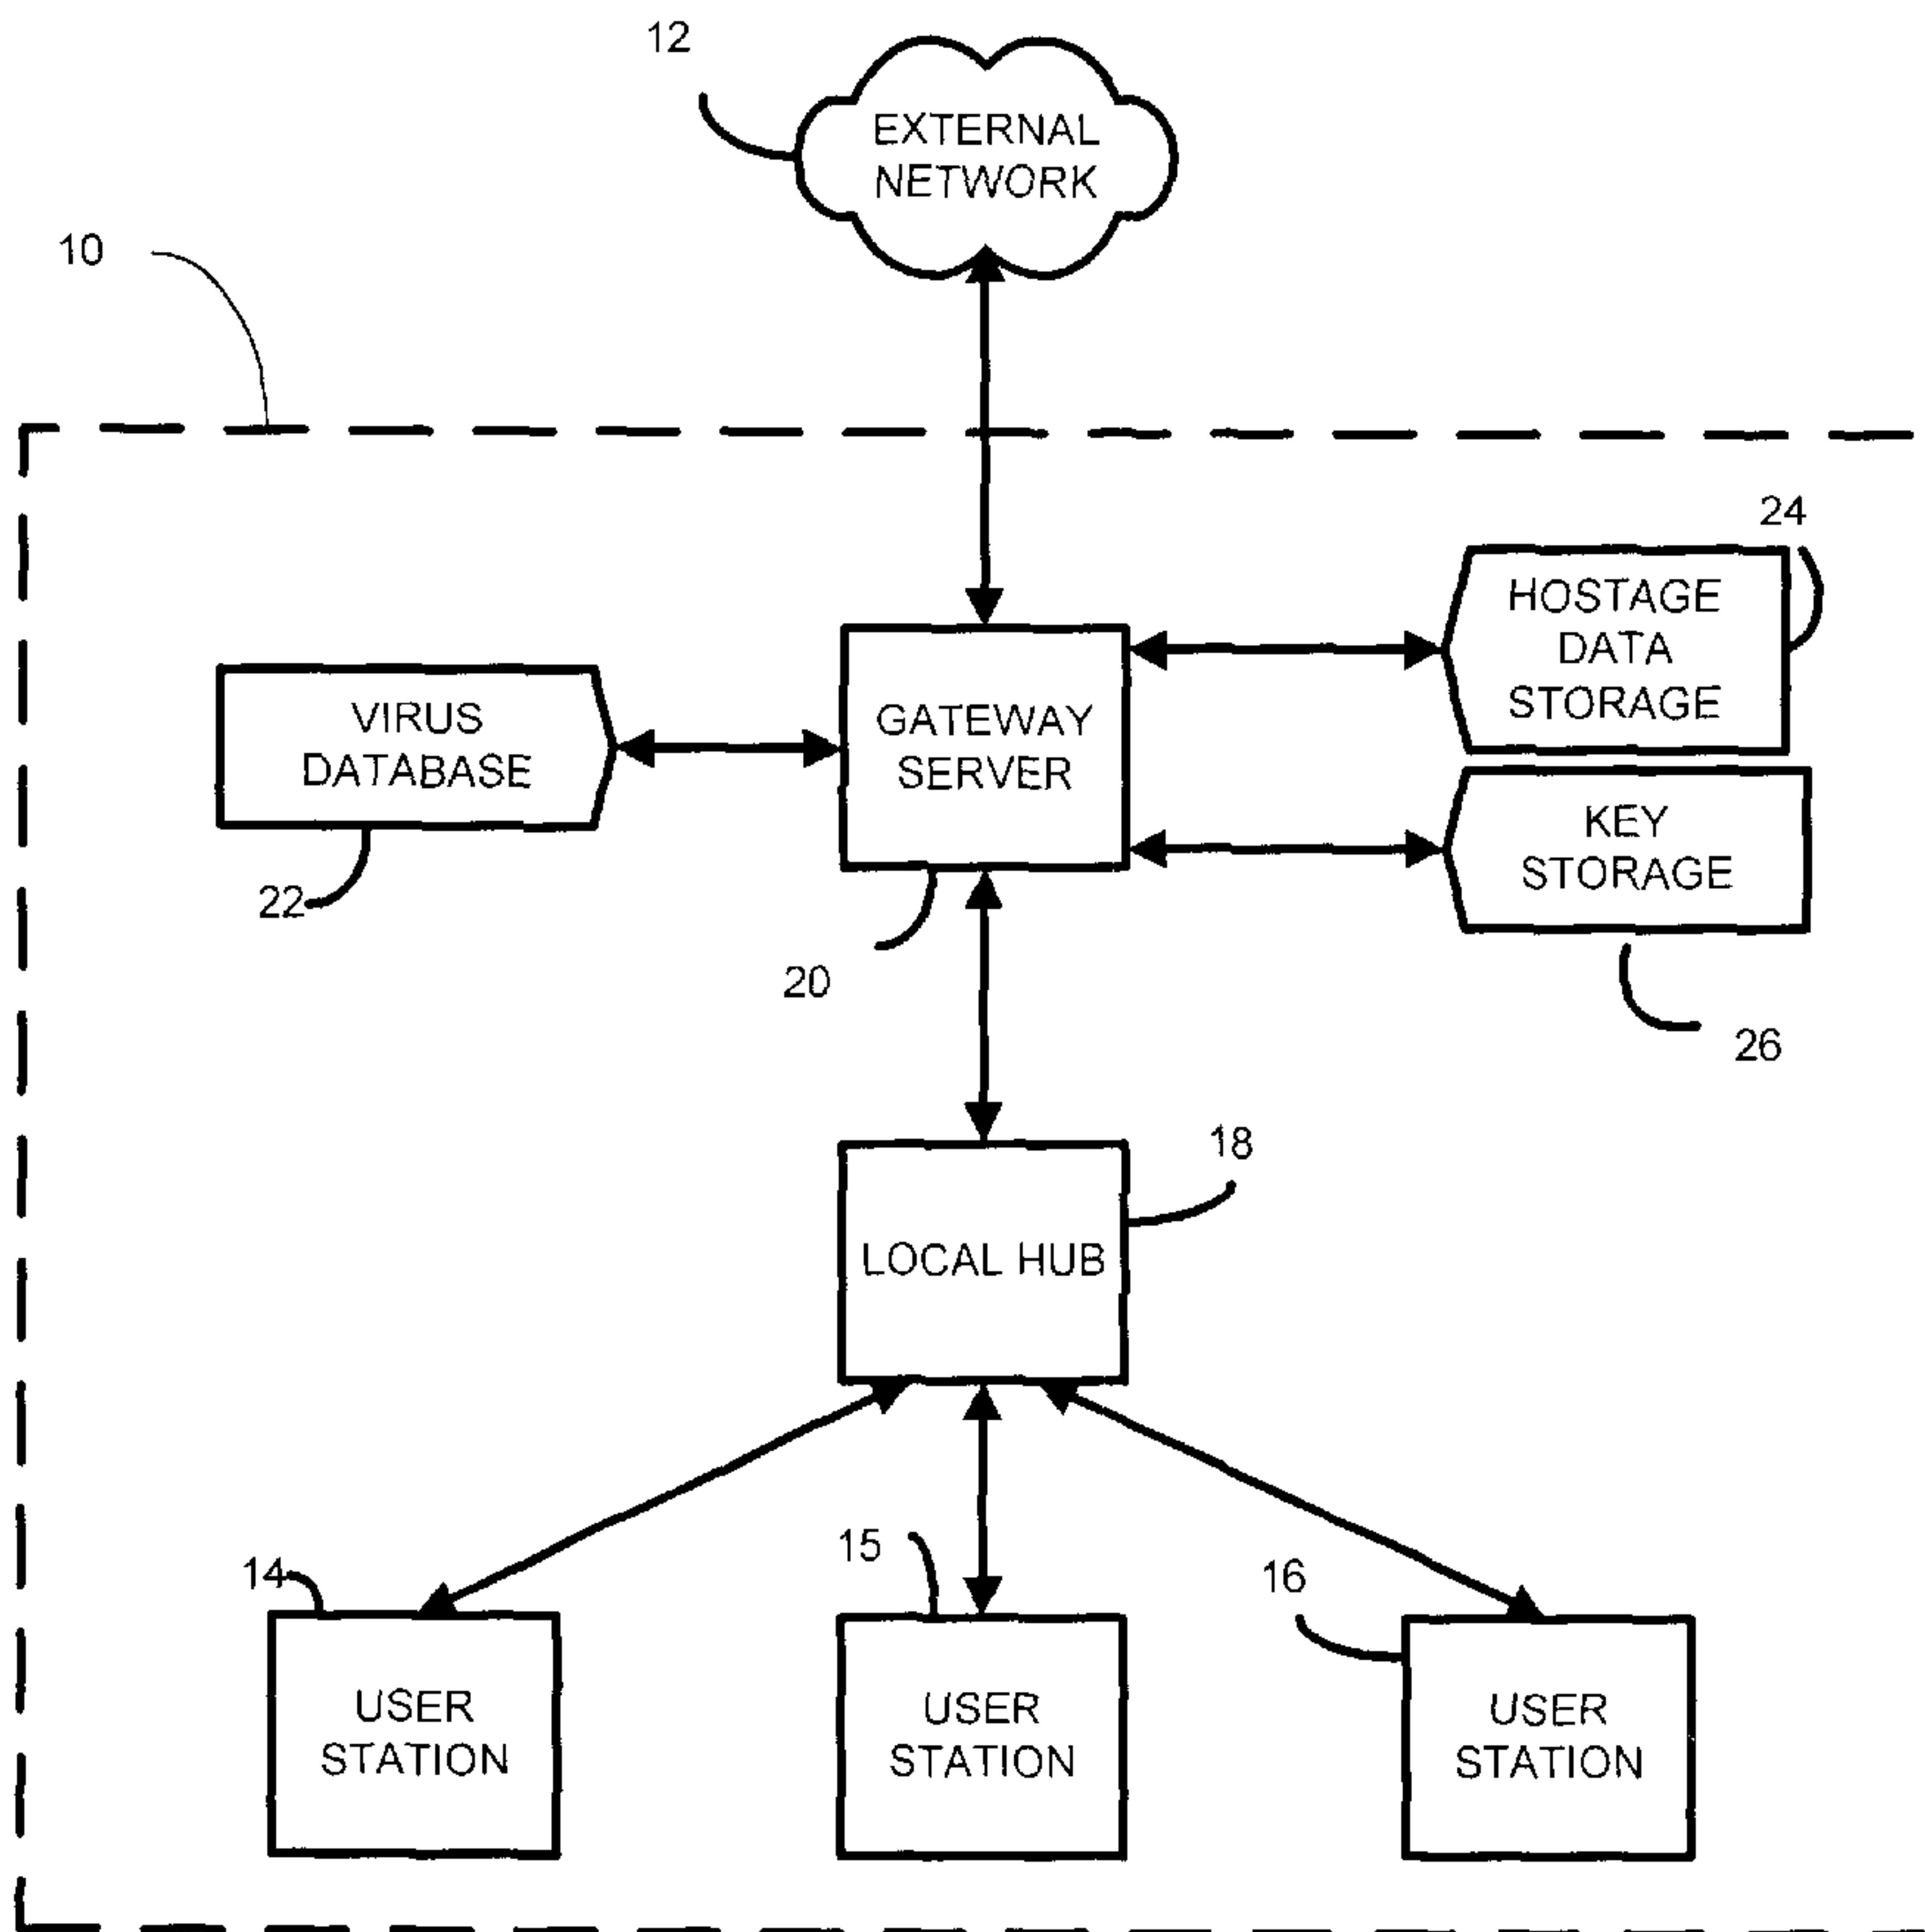 12
EXTERNAL
NETWORK
10
24
HOSTAGE
DATA
STORAGE
VIRUS
DATABASE
GATEWAY
SERVER
KEY
STORAGE
22
20
26
18
LOCAL HUB
14
15
16
USER
STATION
USER
STATION
USER
STATION